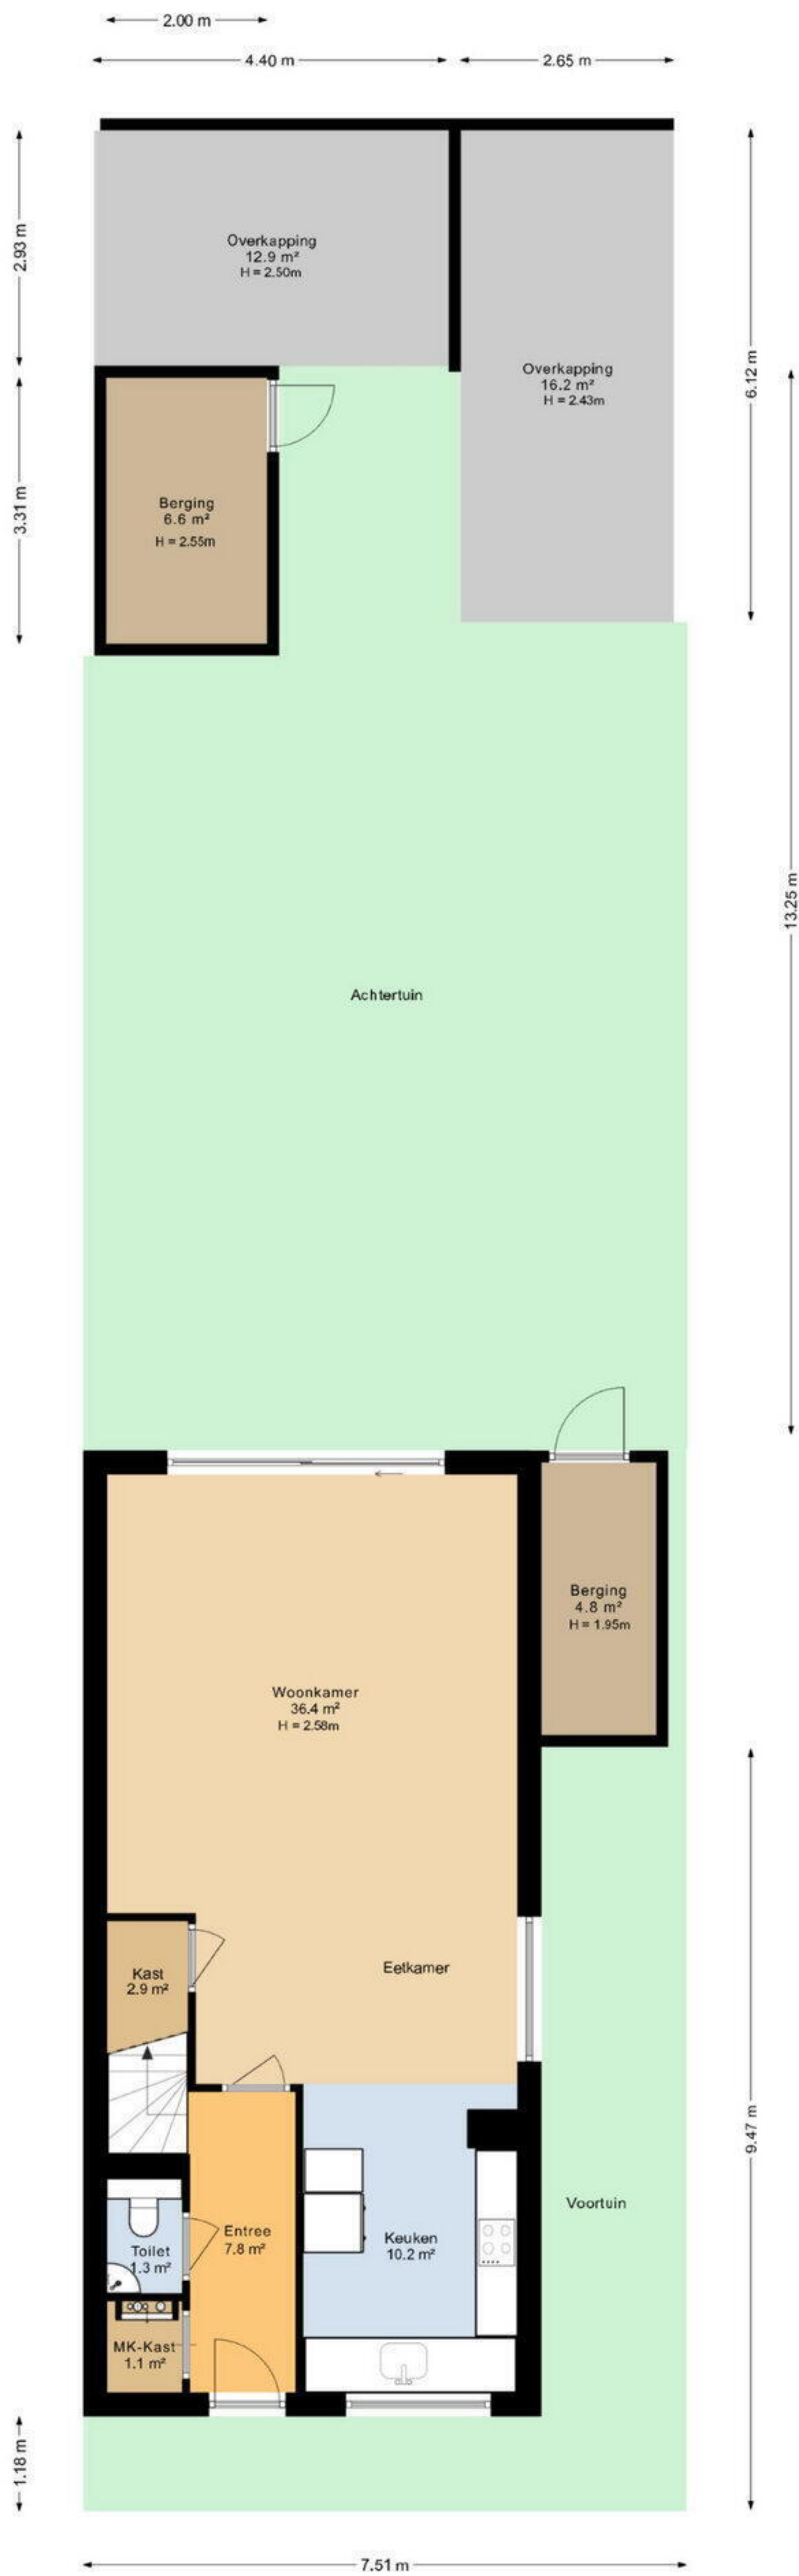 2.00 m
4.40 m
2.65 m
2.93 m
Overkapping
12.9 m²
H = 2.50m
6.12 m
Overkapping
16.2 m²
H = 2.43m
3.31 m
Berging
6.6 m²
H = 2.55m
13.25 m
Achtertuin
Berging
4.8 m²
H = 1.95m
Woonkamer
36.4 m²
H = 2.58m
Eetkamer
Kast
2.9 m²
9.47 m
Voortuin
Entree
7.8 m²
Keuken
10.2 m²
Toilet
1.3 m²
MK-Kast
1.1 m²
1.18 m
7.51 m